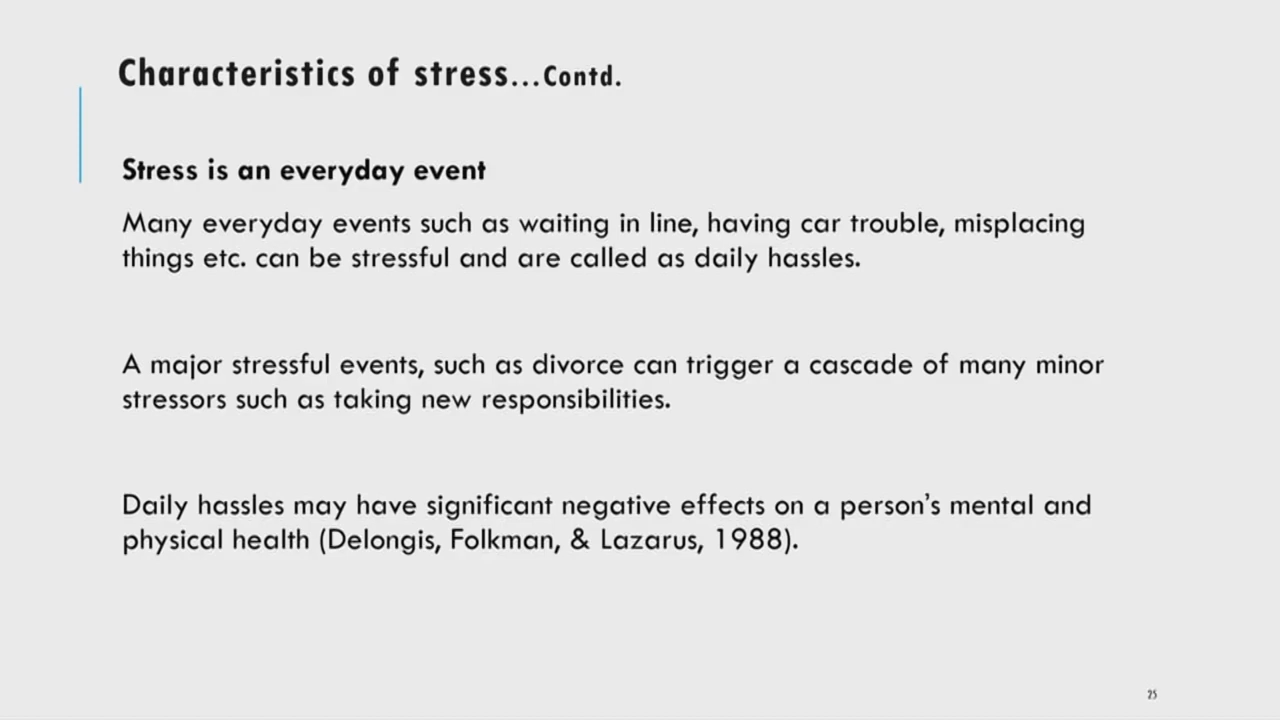 Characteristics of stress...Contd.
Stress is an everyday event
Many everyday events such as waiting in line, having car trouble, misplacing
things etc. can be stressful and are called as daily hassles.
A major stressful events, such as divorce can trigger a cascade of many minor
stressors such as taking new responsibilities.
Daily hassles may have significant negative effects on a person’s mental and
physical health (Delongis, Folkman, & Lazarus, 1988).
25